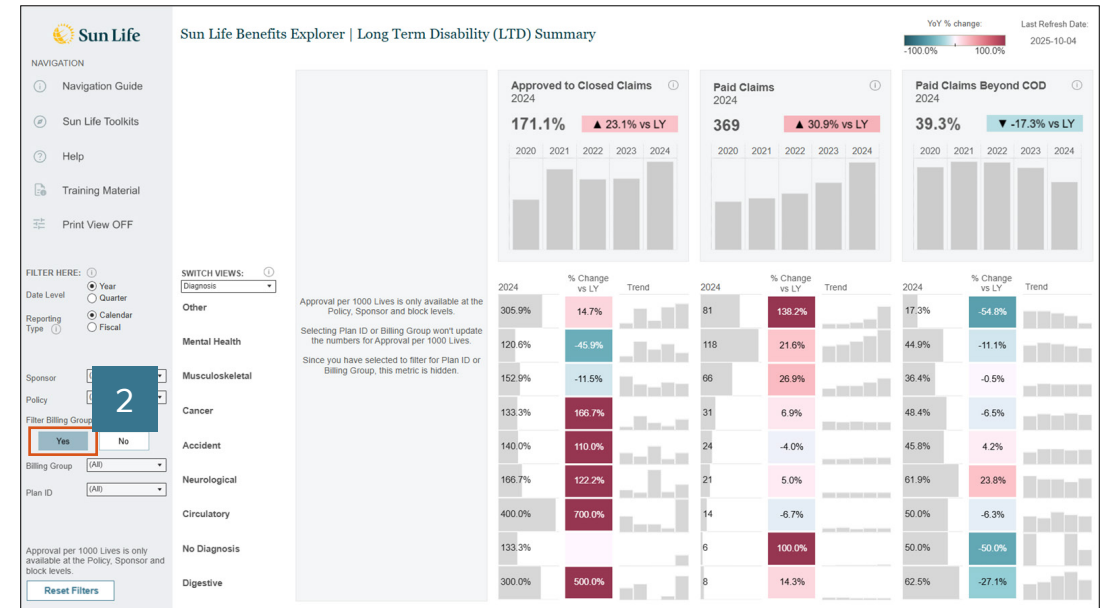 Sun Life
Sun Life Benefits Explorer | Long Term Disability (LTD) Summary
YoY % change:
-100.0% 100.0%
Last Refresh Date:
2025-10-04
NAVIGATION
Navigation Guide
Sun Life Toolkits
Help
Training Material
Print View OFF
FILTER HERE:
Date Level
Year
Quarter
Reporting
Type
Calendar
Fiscal
Sponsor
Policy
2
Filter Billing Grou
Yes No
Billing Group (All)
Plan ID (All)
Approval per 1000 Lives is only
available at the Policy, Sponsor and
block levels.
Reset Filters
SWITCH VIEWS:
Diagnosis
Approval per 1000 Lives is only available at the
Policy, Sponsor and block levels.
Selecting Plan ID or Billing Group won't update
the numbers for Approval per 1000 Lives.
Since you have selected to filter for Plan ID or
Billing Group, this metric is hidden.
Approved to Closed Claims
2024
171.1% ▲ 23.1% vs LY
2020 2021 2022 2023 2024
Paid Claims
2024
369 ▲ 30.9% vs LY
2020 2021 2022 2023 2024
Paid Claims Beyond COD
2024
39.3% ▼ -17.3% vs LY
2020 2021 2022 2023 2024
2024 % Change vs LY Trend 2024 % Change vs LY Trend 2024 % Change vs LY Trend
Other 305.9% 14.7% 81 138.2% 17.3% -54.8%
Mental Health 120.6% -45.9% 118 21.6% 44.9% -11.1%
Musculoskeletal 152.9% -11.5% 66 26.9% 36.4% -0.5%
Cancer 133.3% 166.7% 31 6.9% 48.4% -6.5%
Accident 140.0% 110.0% 24 -4.0% 45.8% 4.2%
Neurological 166.7% 122.2% 21 5.0% 61.9% 23.8%
Circulatory 400.0% 700.0% 14 -6.7% 50.0% -6.3%
No Diagnosis 133.3% 6 100.0% 50.0% -50.0%
Digestive 300.0% 500.0% 8 14.3% 62.5% -27.1%